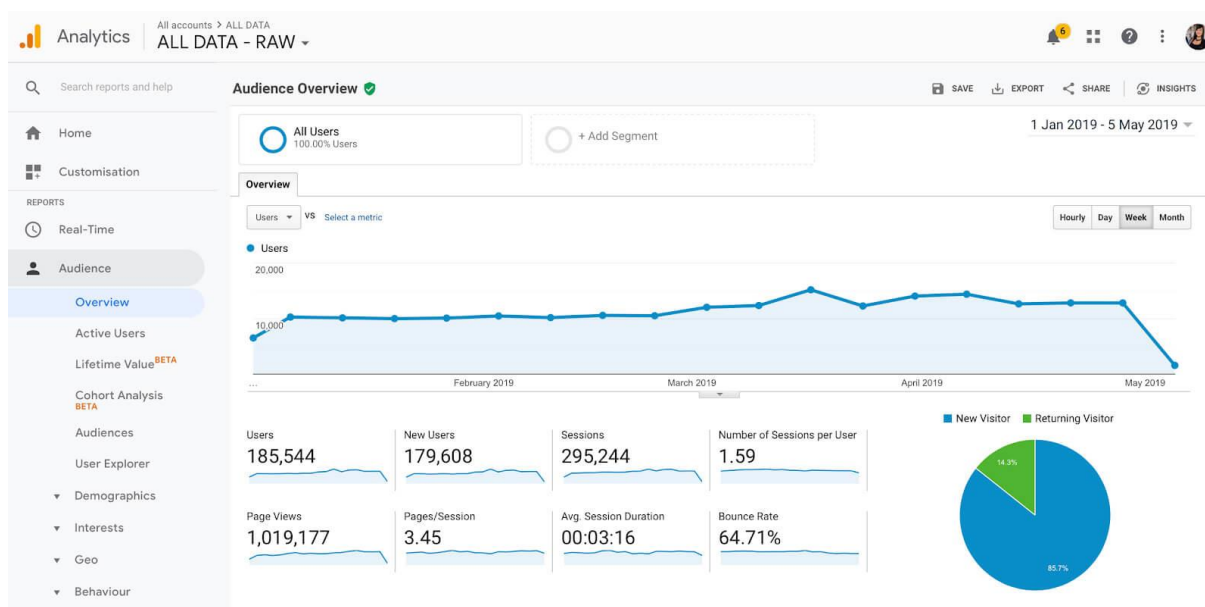 All accounts > ALL DATA
Analytics
ALL DATA - RAW
6
Search reports and help
Home
Customisation
REPORTS
Real-Time
Audience
Overview
Active Users
Lifetime Value BETA
Cohort Analysis
BETA
Audiences
User Explorer
Demographics
Interests
Geo
Behaviour
Audience Overview
SAVE
EXPORT
SHARE
INSIGHTS
All Users
100.00% Users
+ Add Segment
1 Jan 2019 - 5 May 2019
Overview
Users VS Select a metric
Hourly Day Week Month
Users
20,000
10,000
...
February 2019
March 2019
April 2019
May 2019
New Visitor Returning Visitor
Users
185,544
New Users
179,608
Sessions
295,244
Number of Sessions per User
1.59
Page Views
1,019,177
Pages/Session
3.45
Avg. Session Duration
00:03:16
Bounce Rate
64.71%
14.3%
85.7%